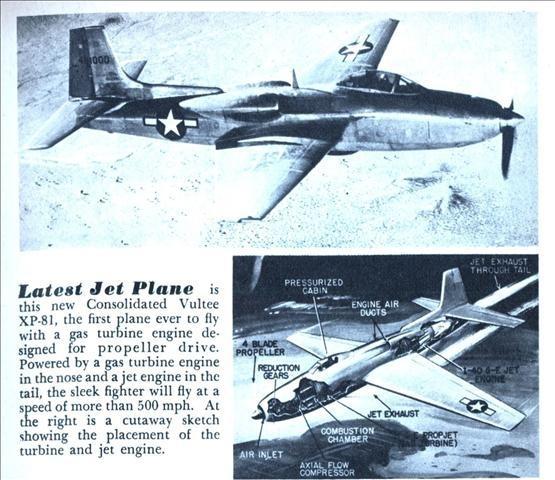 Latest Jet Plane is
this new Consolidated Vultee
XP-81, the first plane ever to fly
with a gas turbine engine de-
signed for propeller drive.
Powered by a gas turbine engine
in the nose and a jet engine in the
tail, the sleek fighter will fly at a
speed of more than 500 mph. At
the right is a cutaway sketch
showing the placement of the
turbine and jet engine.
JET EXHAUST
THROUGH TAIL
PRESSURIZED
CABIN
ENGINE AIR
DUCTS
4 BLADE
PROPELLER
I-40 G-E JET
ENGINE
REDUCTION
GEARS
JET EXHAUST
PROPJET
TURBINE)
COMBUSTION
CHAMBER
AIR INLET
AXIAL FLOW
COMPRESSOR